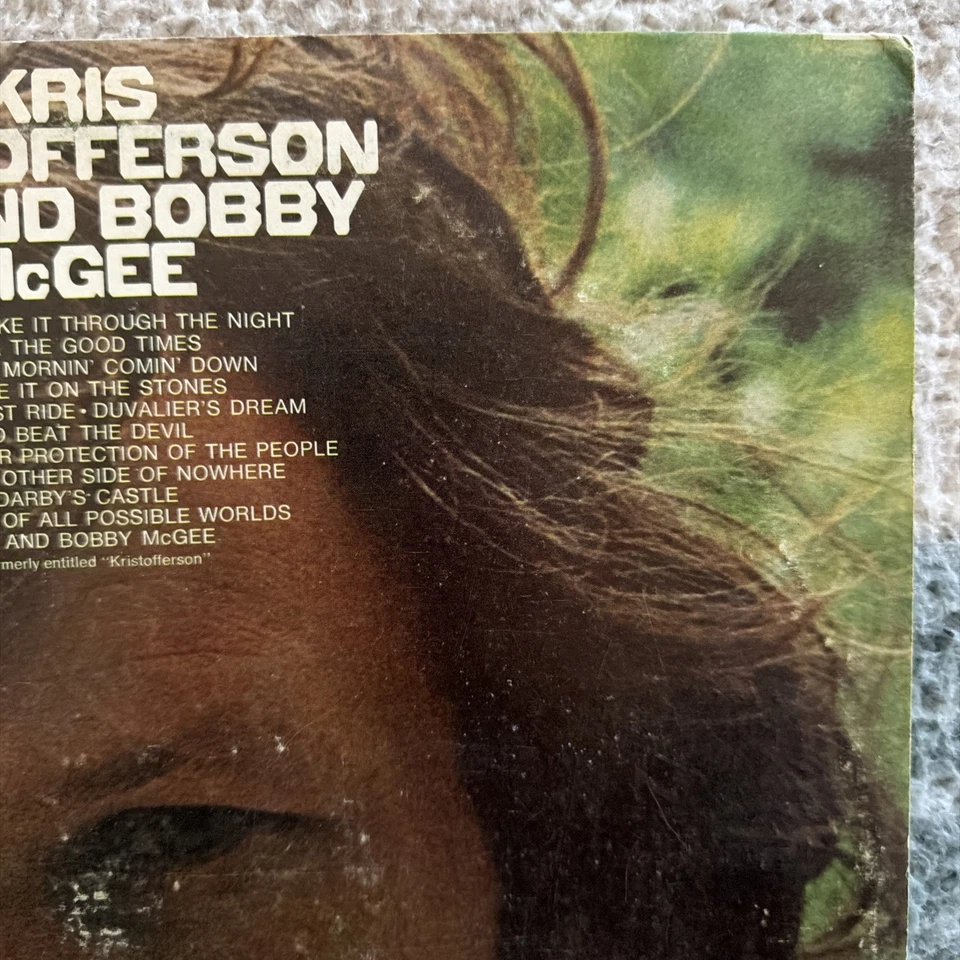 KRIS
OFFERSON
ND BOBBY
McGEE
KE IT THROUGH THE NIGHT
THE GOOD TIMES
MORNIN' COMIN' DOWN
E IT ON THE STONES
ST RIDE • DUVALIER'S DREAM
O BEAT THE DEVIL
R PROTECTION OF THE PEOPLE
OTHER SIDE OF NOWHERE
DARBY'S CASTLE
OF ALL POSSIBLE WORLDS
AND BOBBY McGEE
rmerly entitled "Kristofferson"